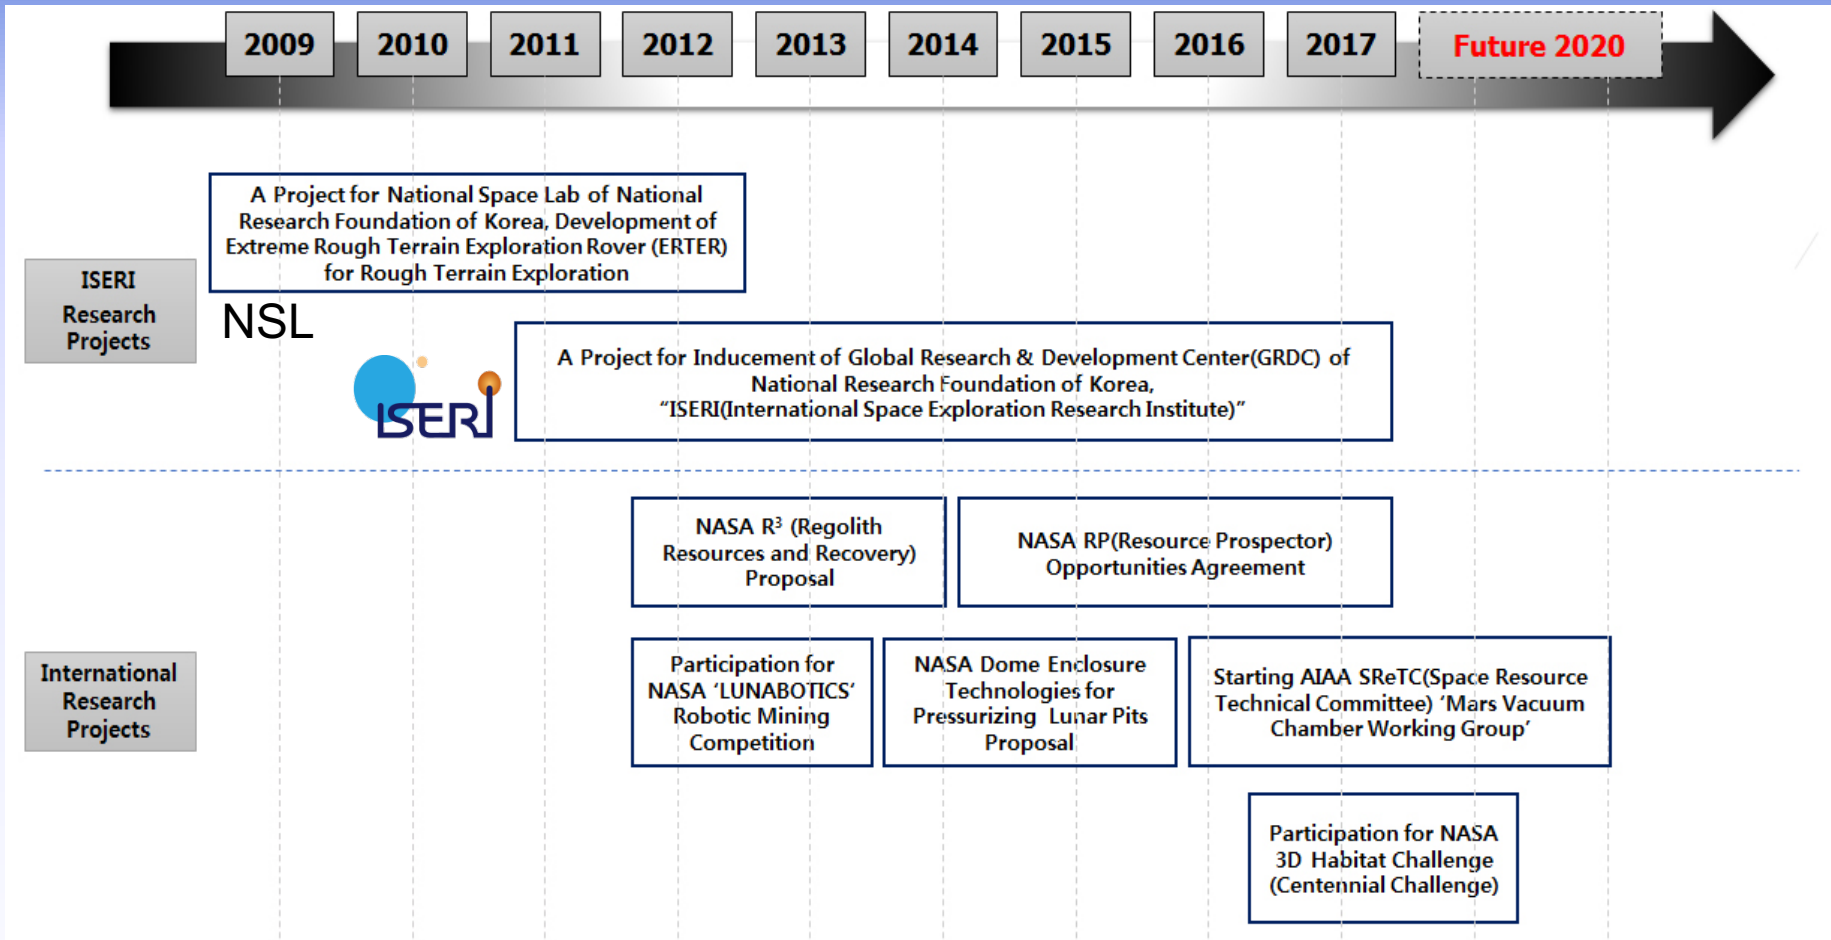 2009
2010
2011
2012
2013
2014
2015
2016
2017
Future 2020
ISERI
Research
Projects
A Project for National Space Lab of National
Research Foundation of Korea, Development of
Extreme Rough Terrain Exploration Rover (ERTER)
for Rough Terrain Exploration
NSL
ISERI
A Project for Inducement of Global Research & Development Center(GRDC) of
National Research Foundation of Korea,
“ISERI(International Space Exploration Research Institute)”
International
Research
Projects
NASA R³ (Regolith
Resources and Recovery)
Proposal
NASA RP(Resource Prospector)
Opportunities Agreement
Participation for
NASA ‘LUNABOTICS‘
Robotic Mining
Competition
NASA Dome Enclosure
Technologies for
Pressurizing Lunar Pits
Proposal
Starting AIAA SReTC(Space Resource
Technical Committee) ‘Mars Vacuum
Chamber Working Group’
Participation for NASA
3D Habitat Challenge
(Centennial Challenge)